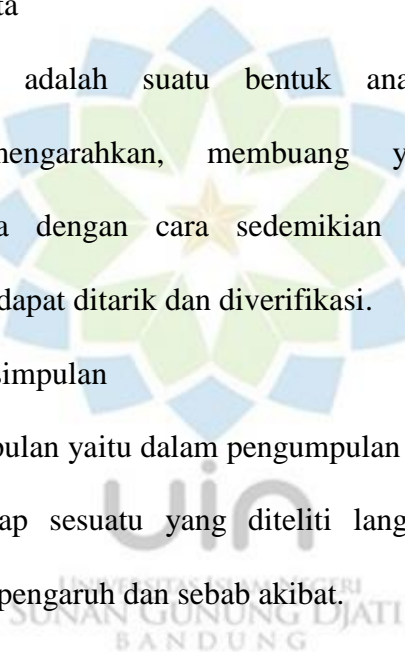 ta
adalah suatu bentuk ana
mengarahkan, membuang y
a dengan cara sedemikian
dapat ditarik dan diverifikasi.
simpulan
pulan yaitu dalam pengumpulan
ap sesuatu yang diteliti lang
pengaruh dan sebab akibat.
uin
UNIVERSITAS ISLAM NEGERI
SUNAN GUNUNG DJATI
BANDUNG